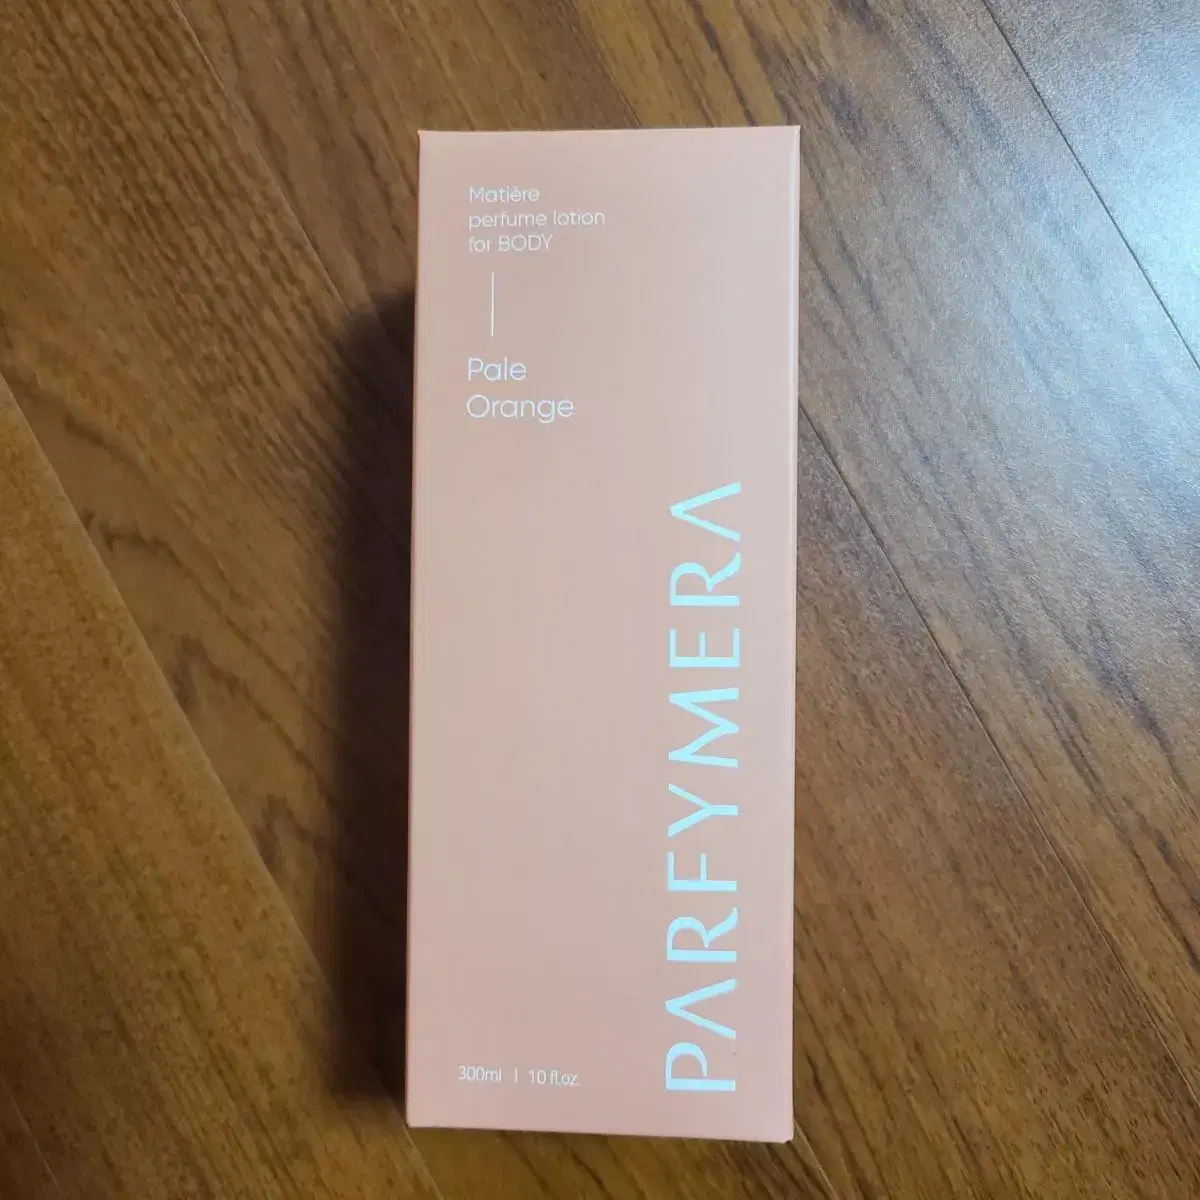 Matière
perfume lotion
for BODY
Pale
Orange
PARFYMERA
300ml | 10 fl.oz.